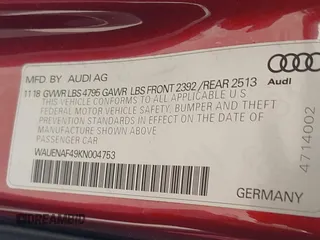 MFD BY AUDI AG
11 18 GVWR LBS 4795 GAWR LBS FRONT 2392 /REAR 2513
THIS VEHICLE CONFORMS TO ALL APPLICABLE U S
FEDERAL MOTOR VEHICLE SAFETY, BUMPER AND THEFT
PREVENTION STANDARDS IN EFFECT ON THE DATE OF
MANUFACTURE SHOWN ABOVE
PASSENGER CAR
WAUENAF49KN004753
GERMANY
Audi
4714002
DREAMBID